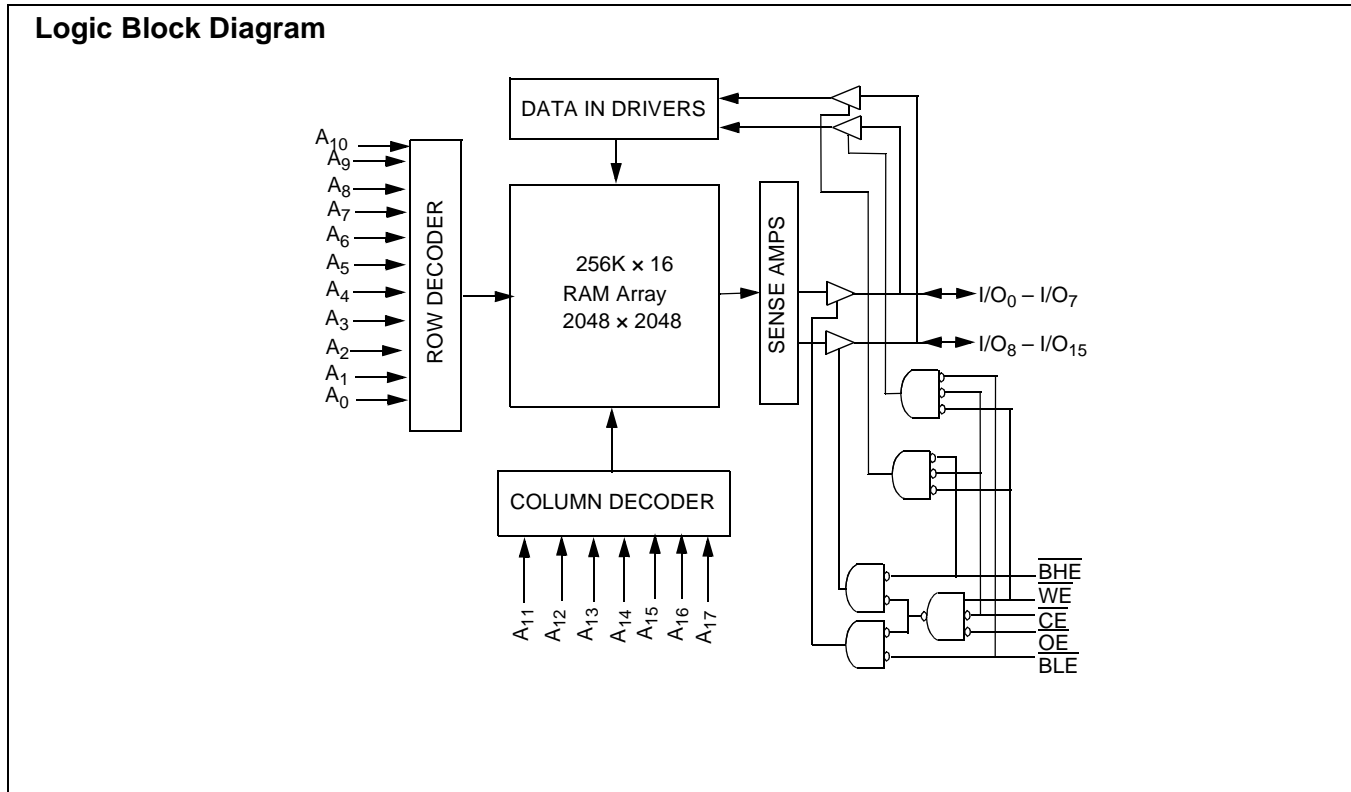 Logic Block Diagram
DATA IN DRIVERS
A10
A9
A8
A7
A6
A5
A4
A3
A2
A1
A0
ROW DECODER
256K × 16
RAM Array
2048 × 2048
SENSE AMPS
I/O0 – I/O7
I/O8 – I/O15
COLUMN DECODER
A11
A12
A13
A14
A15
A16
A17
BHE
WE
CE
OE
BLE